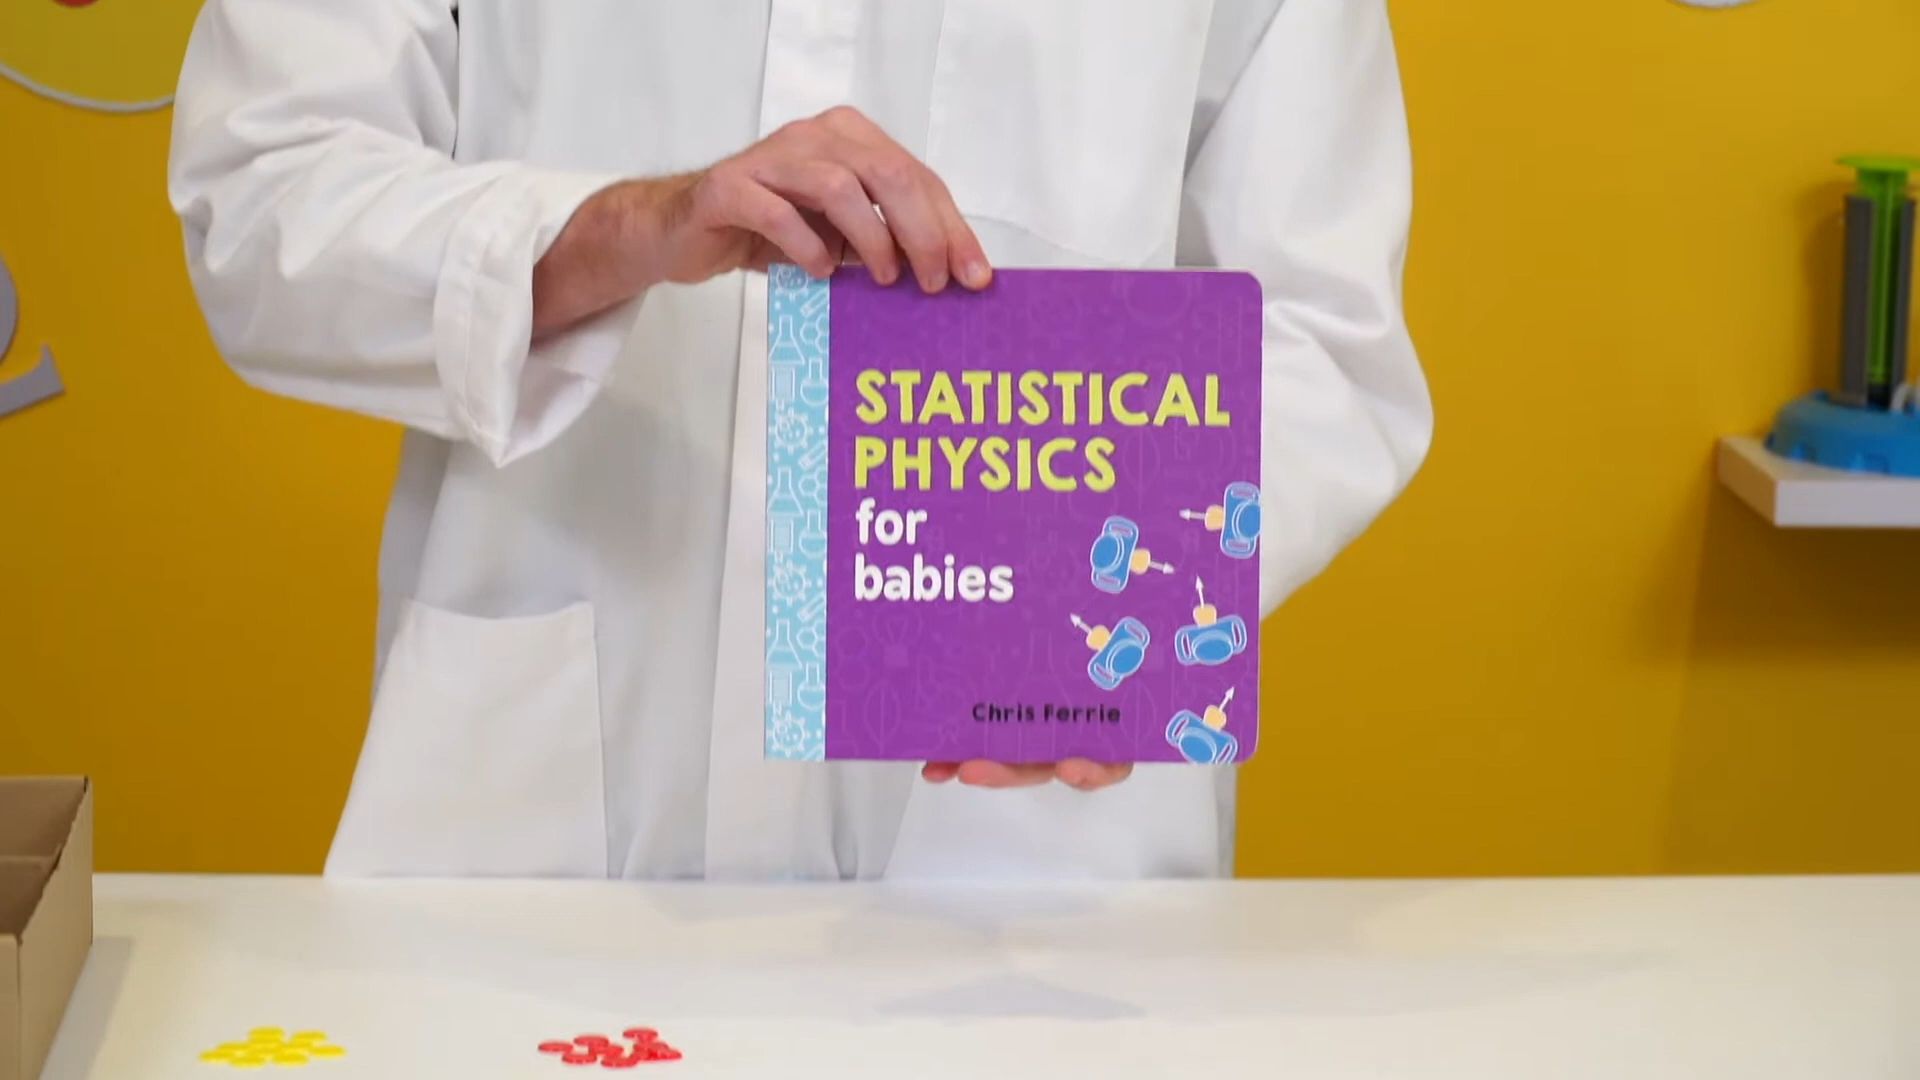 STATISTICAL
PHYSICS
for
babies
Chris Ferrie